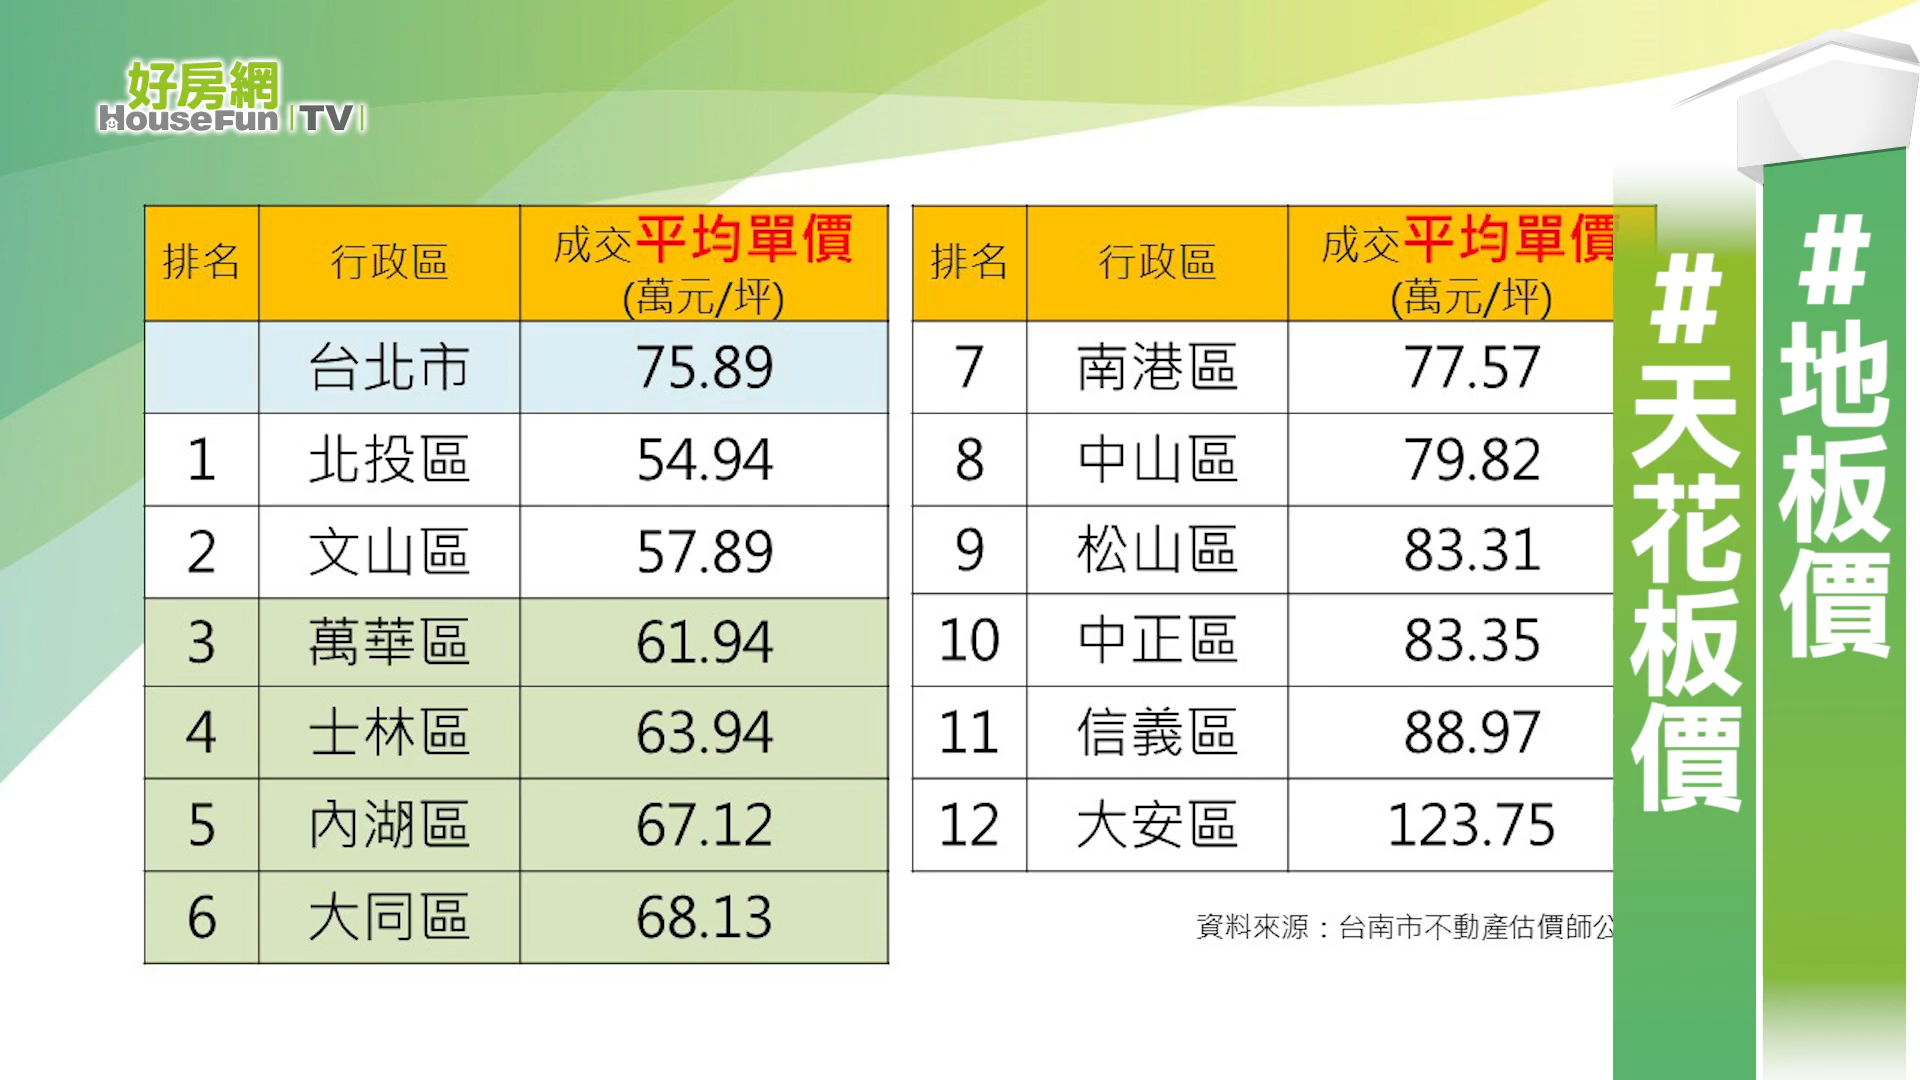 好房網
HouseFun TV
排名 行政區 成交平均單價(萬元/坪)
台北市 75.89
1 北投區 54.94
2 文山區 57.89
3 萬華區 61.94
4 士林區 63.94
5 內湖區 67.12
6 大同區 68.13
排名 行政區 成交平均單價(萬元/坪)
7 南港區 77.57
8 中山區 79.82
9 松山區 83.31
10 中正區 83.35
11 信義區 88.97
12 大安區 123.75
資料來源：台南市不動產估價師公
#地板價
#天花板價